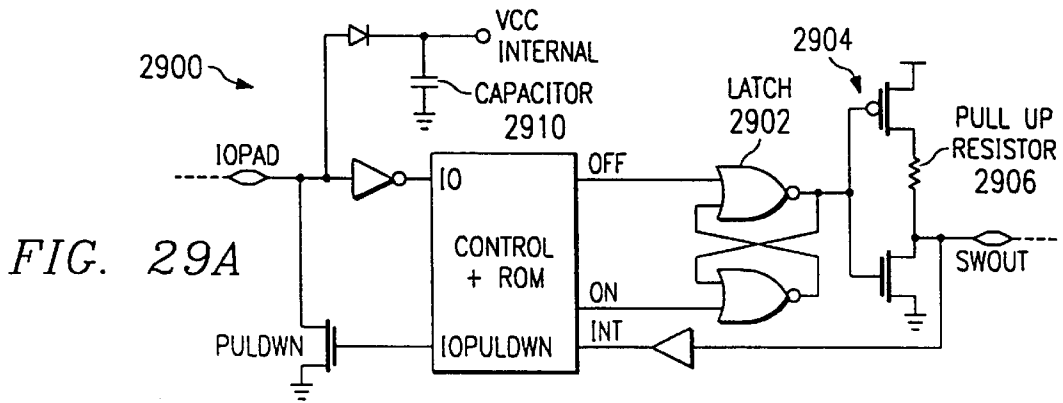 VCC
INTERNAL
2900
CAPACITOR
2910
LATCH
2902
2904
PULL UP
RESISTOR
2906
IOPAD
IO
OFF
CONTROL
+ ROM
ON
INT
IOPULDWN
PULDWN
SWOUT
FIG. 29A